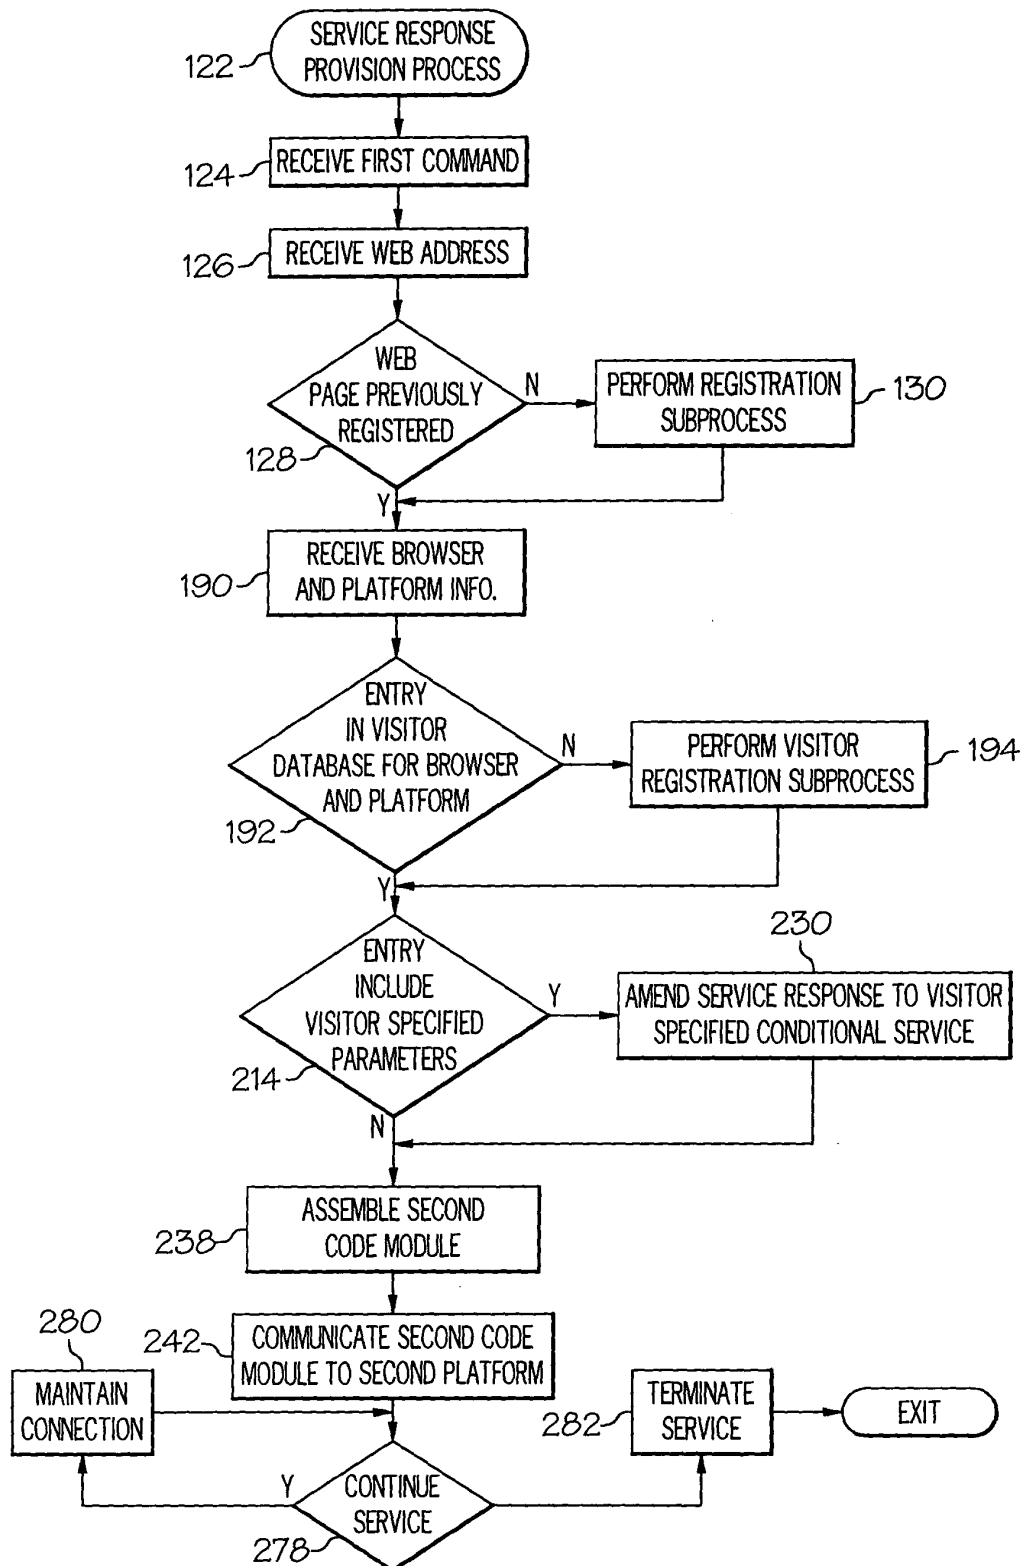 SERVICE RESPONSE
PROVISION PROCESS
122
RECEIVE FIRST COMMAND
124
RECEIVE WEB ADDRESS
126
WEB
PAGE PREVIOUSLY
REGISTERED
128
N
PERFORM REGISTRATION
SUBPROCESS
130
Y
RECEIVE BROWSER
AND PLATFORM INFO.
190
ENTRY
IN VISITOR
DATABASE FOR BROWSER
AND PLATFORM
192
N
PERFORM VISITOR
REGISTRATION SUBPROCESS
194
Y
ENTRY
INCLUDE
VISITOR SPECIFIED
PARAMETERS
214
Y
230
AMEND SERVICE RESPONSE TO VISITOR
SPECIFIED CONDITIONAL SERVICE
N
ASSEMBLE SECOND
CODE MODULE
238
COMMUNICATE SECOND CODE
MODULE TO SECOND PLATFORM
242
280
MAINTAIN
CONNECTION
Y
CONTINUE
SERVICE
278
TERMINATE
SERVICE
282
EXIT